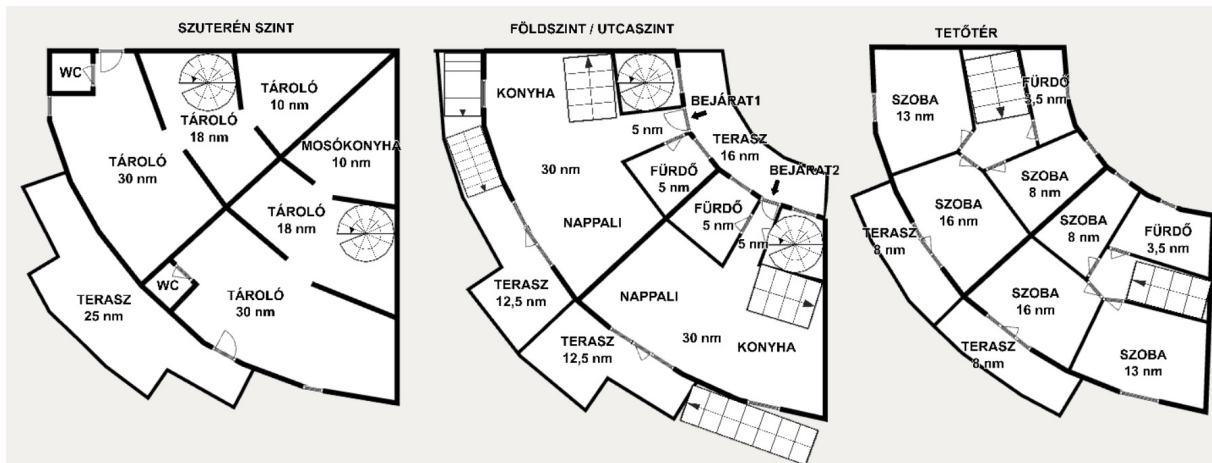 SZUTERÉN SZINT
WC
TÁROLÓ
10 nm
TÁROLÓ
18 nm
MOSÓKONYHA
10 nm
TÁROLÓ
30 nm
TÁROLÓ
18 nm
WC
TÁROLÓ
30 nm
TERASZ
25 nm
FÖLDSZINT / UTCASZINT
KONYHA
BEJÁRAT1
5 nm
TERASZ
16 nm
30 nm
FÜRDŐ
5 nm
BEJÁRAT2
NAPPALI
FÜRDŐ
5 nm
5 nm
TERASZ
12,5 nm
NAPPALI
30 nm
KONYHA
TERASZ
12,5 nm
TETŐTÉR
SZOBA
13 nm
FÜRDŐ
3,5 nm
SZOBA
8 nm
SZOBA
16 nm
SZOBA
8 nm
FÜRDŐ
3,5 nm
TERASZ
8 nm
SZOBA
16 nm
TERASZ
8 nm
SZOBA
13 nm